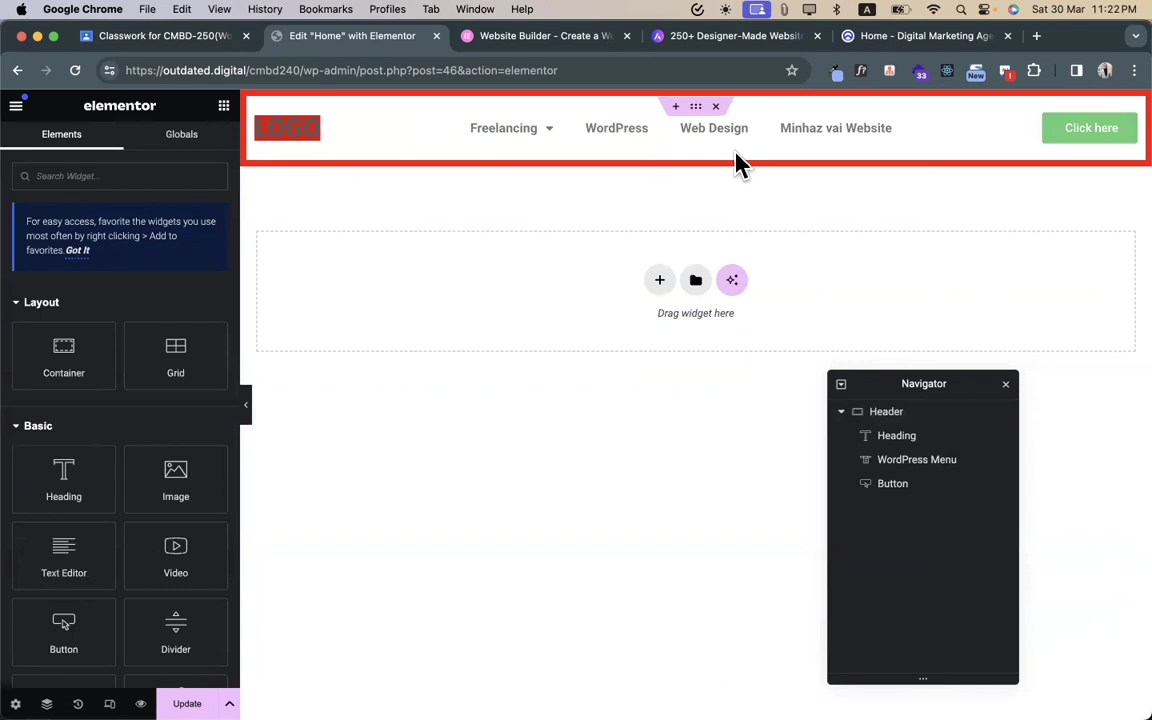 Google Chrome File Edit View History Bookmarks Profiles Tab Window Help A Sat 30 Mar 11:22 PM
Classwork for CMBD-250(Wo Edit "Home" with Elementor Website Builder - Create a We 250+ Designer-Made Website Home - Digital Marketing Age
https://outdated.digital/cmbd240/wp-admin/post.php?post=46&action=elementor
33 New
elementor
Elements Globals
Search Widget...
For easy access, favorite the widgets you use
most often by right clicking > Add to
favorites. Got It
Layout
Container Grid
Basic
Heading Image
Text Editor Video
Button Divider
Update
LOGO Freelancing WordPress Web Design Minhaz vai Website Click here
Drag widget here
Navigator
Header
Heading
WordPress Menu
Button